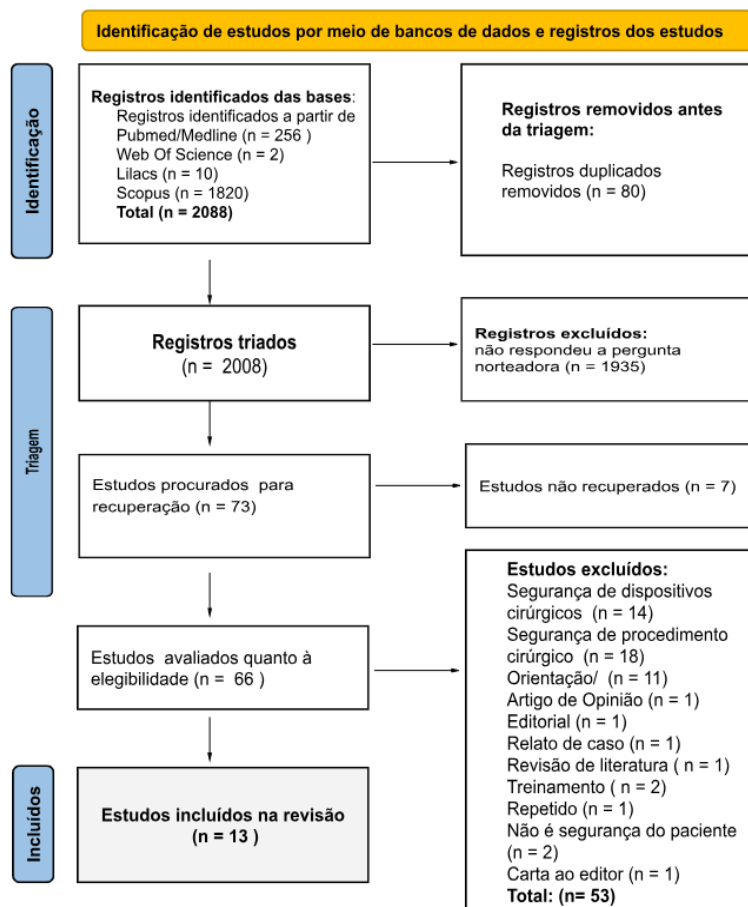 Identificação de estudos por meio de bancos de dados e registros dos estudos
Identificação
Registros identificados das bases:
Registros identificados a partir de
Pubmed/Medline (n = 256 )
Web Of Science (n = 2)
Lilacs (n = 10)
Scopus (n = 1820)
Total (n = 2088)
Registros removidos antes
da triagem:
Registros duplicados
removidos (n = 80)
Triagem
Registros triados
(n = 2008)
Registros excluídos:
não respondeu a pergunta
norteadora (n = 1935)
Estudos procurados para
recuperação (n = 73)
Estudos não recuperados (n = 7)
Estudos avaliados quanto à
elegibilidade (n = 66 )
Estudos excluídos:
Segurança de dispositivos
cirúrgicos (n = 14)
Segurança de procedimento
cirúrgico (n = 18)
Orientação/ (n = 11)
Artigo de Opinião (n = 1)
Editorial (n = 1)
Relato de caso (n = 1)
Revisão de literatura ( n = 1)
Treinamento ( n = 2)
Repetido (n = 1)
Não é segurança do paciente
(n = 2)
Carta ao editor (n = 1)
Total: (n= 53)
Incluídos
Estudos incluídos na revisão
(n = 13 )